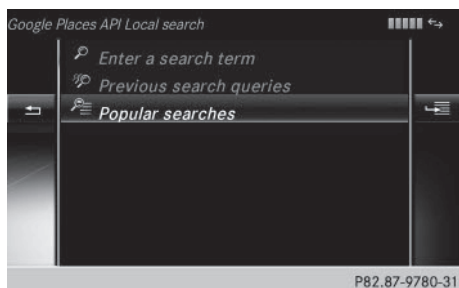 Google Places API Local search
Enter a search term
Previous search queries
Popular searches
P82.87-9780-31